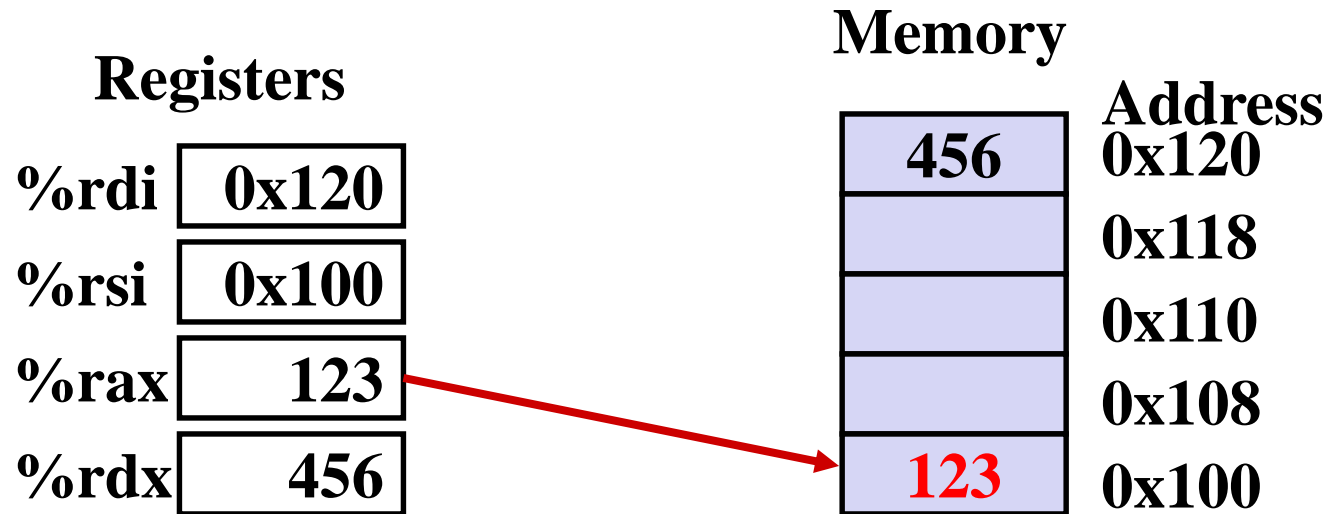 Memory
Registers
Address
%rdi 0x120
456 0x120
%rsi 0x100
0x118
%rax 123
0x110
%rdx 456
0x108
123 0x100